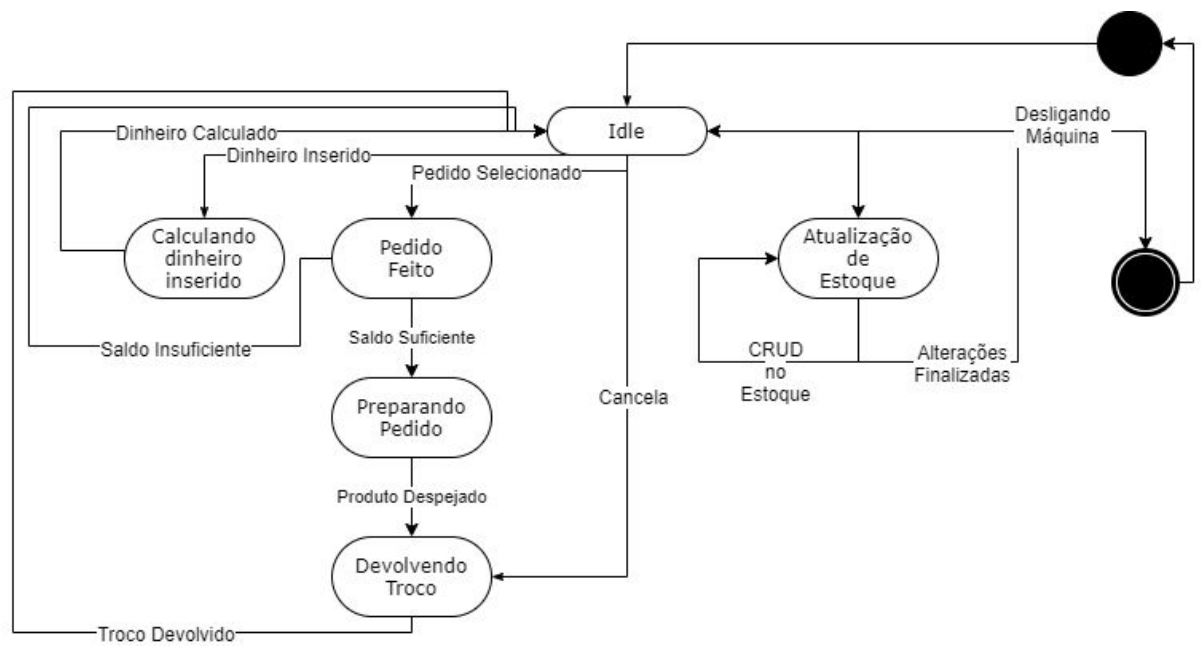 Idle
Desligando
Máquina
Dinheiro Calculado
Dinheiro Inserido
Pedido Selecionado
Calculando
dinheiro
inserido
Pedido
Feito
Atualização
de
Estoque
Saldo Insuficiente
Saldo Suficiente
CRUD
no
Estoque
Alterações
Finalizadas
Preparando
Pedido
Cancela
Produto Despejado
Devolvendo
Troco
Troco Devolvido